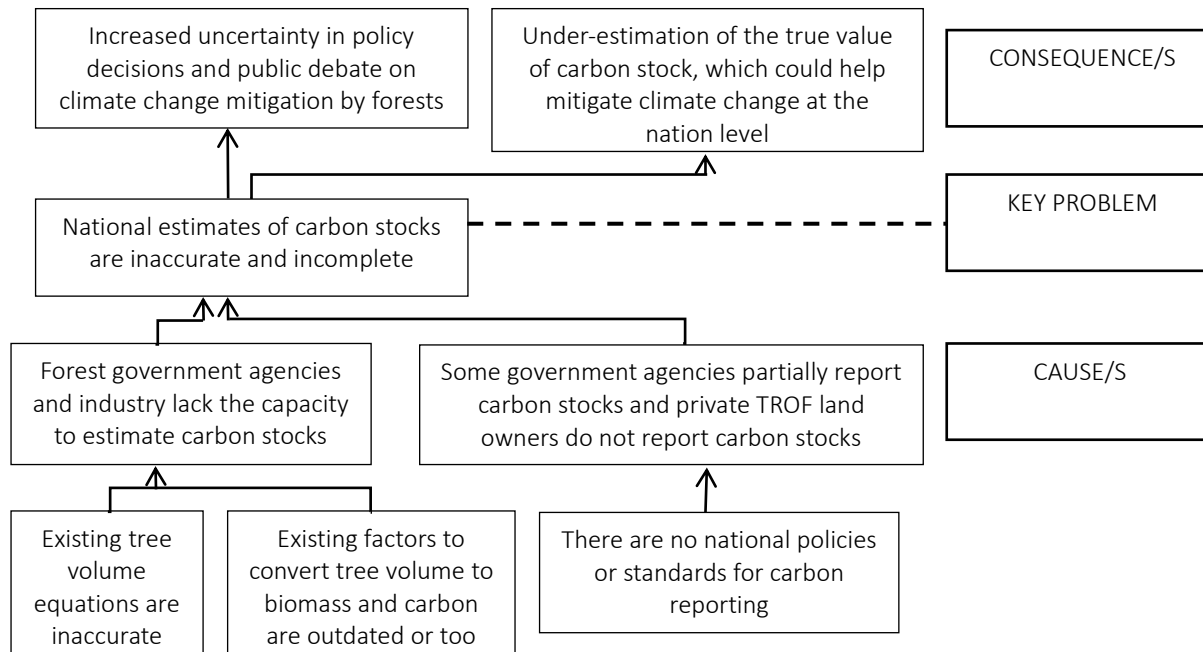 Increased uncertainty in policy
decisions and public debate on
climate change mitigation by forests
Under-estimation of the true value
of carbon stock, which could help
mitigate climate change at the
nation level
CONSEQUENCE/S
National estimates of carbon stocks
are inaccurate and incomplete
KEY PROBLEM
Forest government agencies
and industry lack the capacity
to estimate carbon stocks
Some government agencies partially report
carbon stocks and private TROF land
owners do not report carbon stocks
CAUSE/S
Existing tree
volume
equations are
inaccurate
Existing factors to
convert tree volume to
biomass and carbon
are outdated or too
There are no national policies
or standards for carbon
reporting